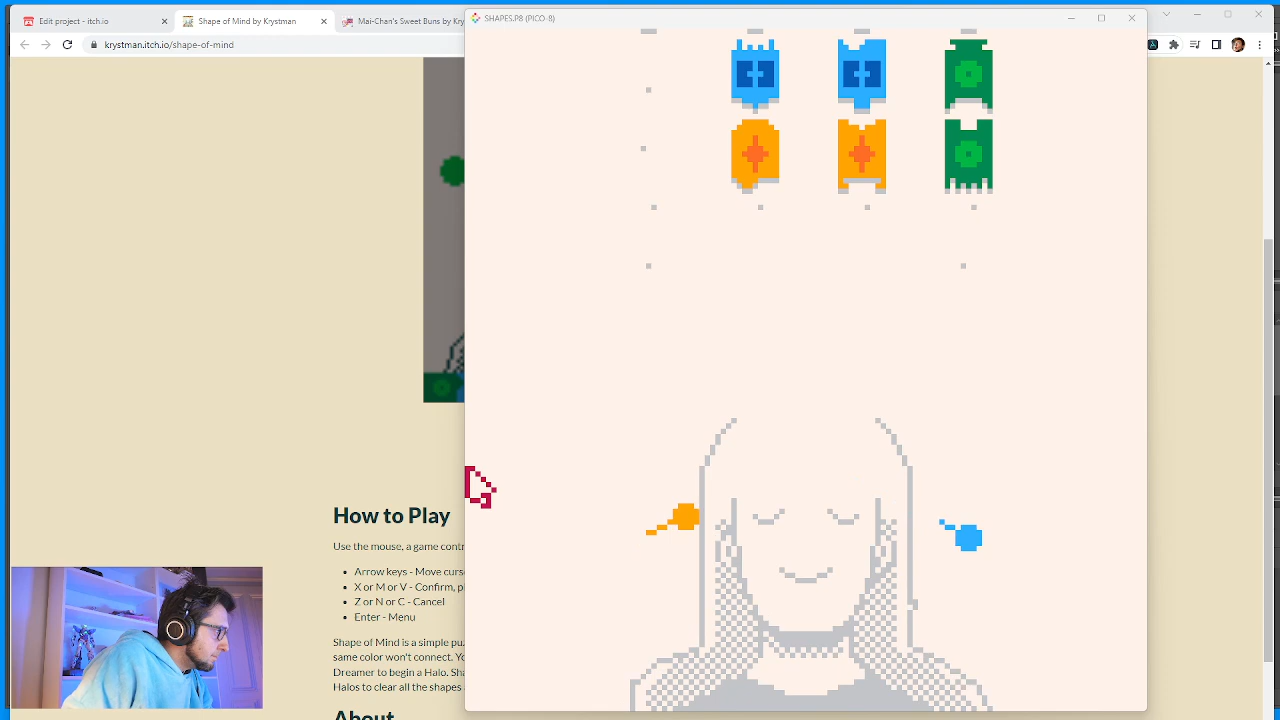 Edit project - itch.io
Shape of Mind by Krystman
Mai-Chan's Sweet Buns by Kry
SHAPES.P8 (PICO-8)
krystman.itch.io/shape-of-mind
How to Play
Use the mouse, a game contr
Arrow keys - Move curs
X or M or V - Confirm, p
Z or N or C - Cancel
Enter - Menu
Shape of Mind is a simple puz
same color won't connect. Yo
Dreamer to begin a Halo. Sha
Halos to clear all the shapes
About